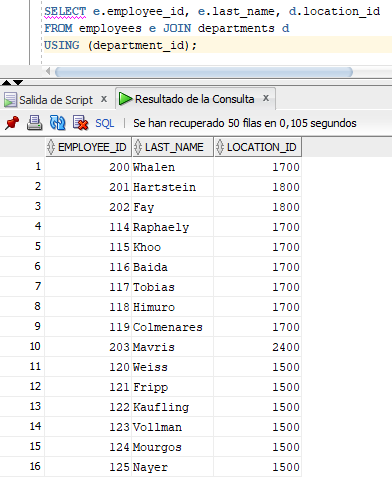 SELECT e.employee_id, e.last_name, d.location_id
FROM employees e JOIN departments d
USING (department_id);
Salida de Script x Resultado de la Consulta x
SQL | Se han recuperado 50 filas en 0,105 segundos
EMPLOYEE_ID LAST_NAME LOCATION_ID
1 200 Whalen 1700
2 201 Hartstein 1800
3 202 Fay 1800
4 114 Raphaely 1700
5 115 Khoo 1700
6 116 Baida 1700
7 117 Tobias 1700
8 118 Himuro 1700
9 119 Colmenares 1700
10 203 Mavris 2400
11 120 Weiss 1500
12 121 Fripp 1500
13 122 Kaufling 1500
14 123 Vollman 1500
15 124 Mourgos 1500
16 125 Nayer 1500